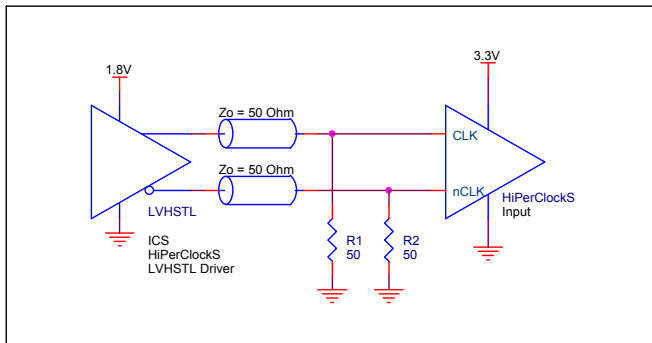 1.8V
3.3V
Zo = 50 Ohm
CLK
Zo = 50 Ohm
nCLK
HiPerClockS
Input
LVHSTL
ICS
HiPerClockS
LVHSTL Driver
R1
50
R2
50